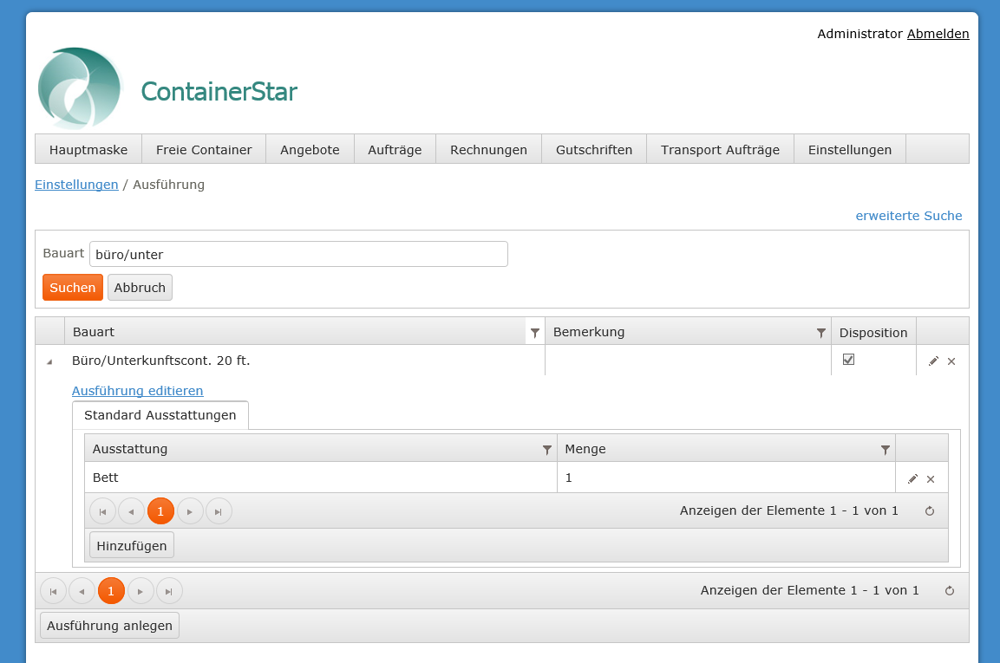 Administrator Abmelden
ContainerStar
Hauptmaske Freie Container Angebote Aufträge Rechnungen Gutschriften Transport Aufträge Einstellungen
Einstellungen / Ausführung
erweiterte Suche
Bauart büro/unter
Suchen Abbruch
Bauart Bemerkung Disposition
Büro/Unterkunftscont. 20 ft.
Ausführung editieren
Standard Ausstattungen
Ausstattung Menge
Bett 1
1 Anzeigen der Elemente 1 - 1 von 1
Hinzufügen
1 Anzeigen der Elemente 1 - 1 von 1
Ausführung anlegen